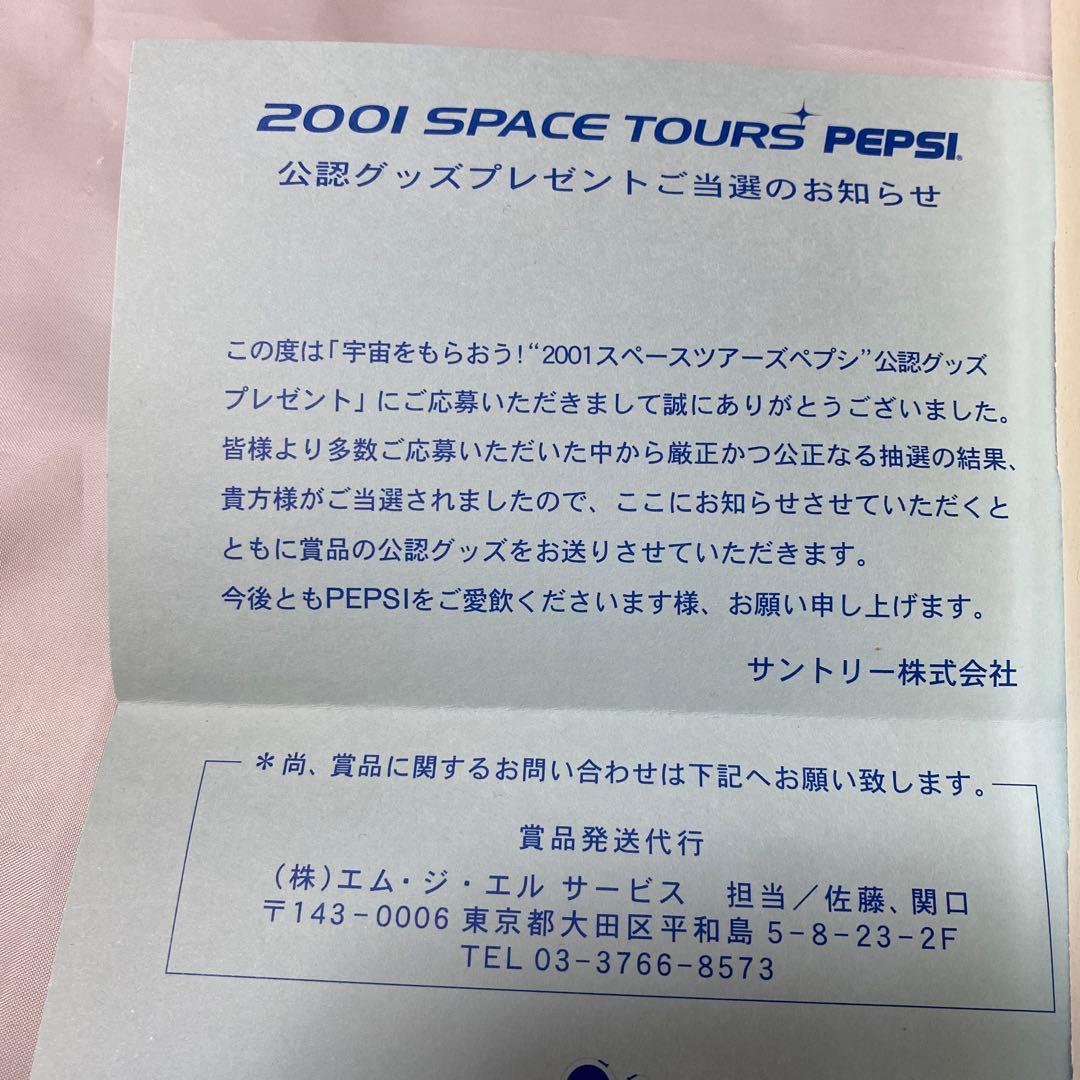 2001 SPACE TOURS PEPSI®
公認グッズプレゼントご当選のお知らせ
この度は「宇宙をもらおう!“2001スペースツアーズペプシ”公認グッズ
プレゼント」にご応募いただきまして誠にありがとうございました。
皆様より多数ご応募いただいた中から厳正かつ公正なる抽選の結果、
貴方様がご当選されましたので、ここにお知らせさせていただくと
ともに賞品の公認グッズをお送りさせていただきます。
今後ともPEPSIをご愛飲くださいます様、お願い申し上げます。
サントリー株式会社
＊尚、賞品に関するお問い合わせは下記へお願い致します。
賞品発送代行
(株)エム・ジ・エル サービス 担当／佐藤、関口
〒143-0006 東京都大田区平和島 5-8-23-2F
TEL 03-3766-8573